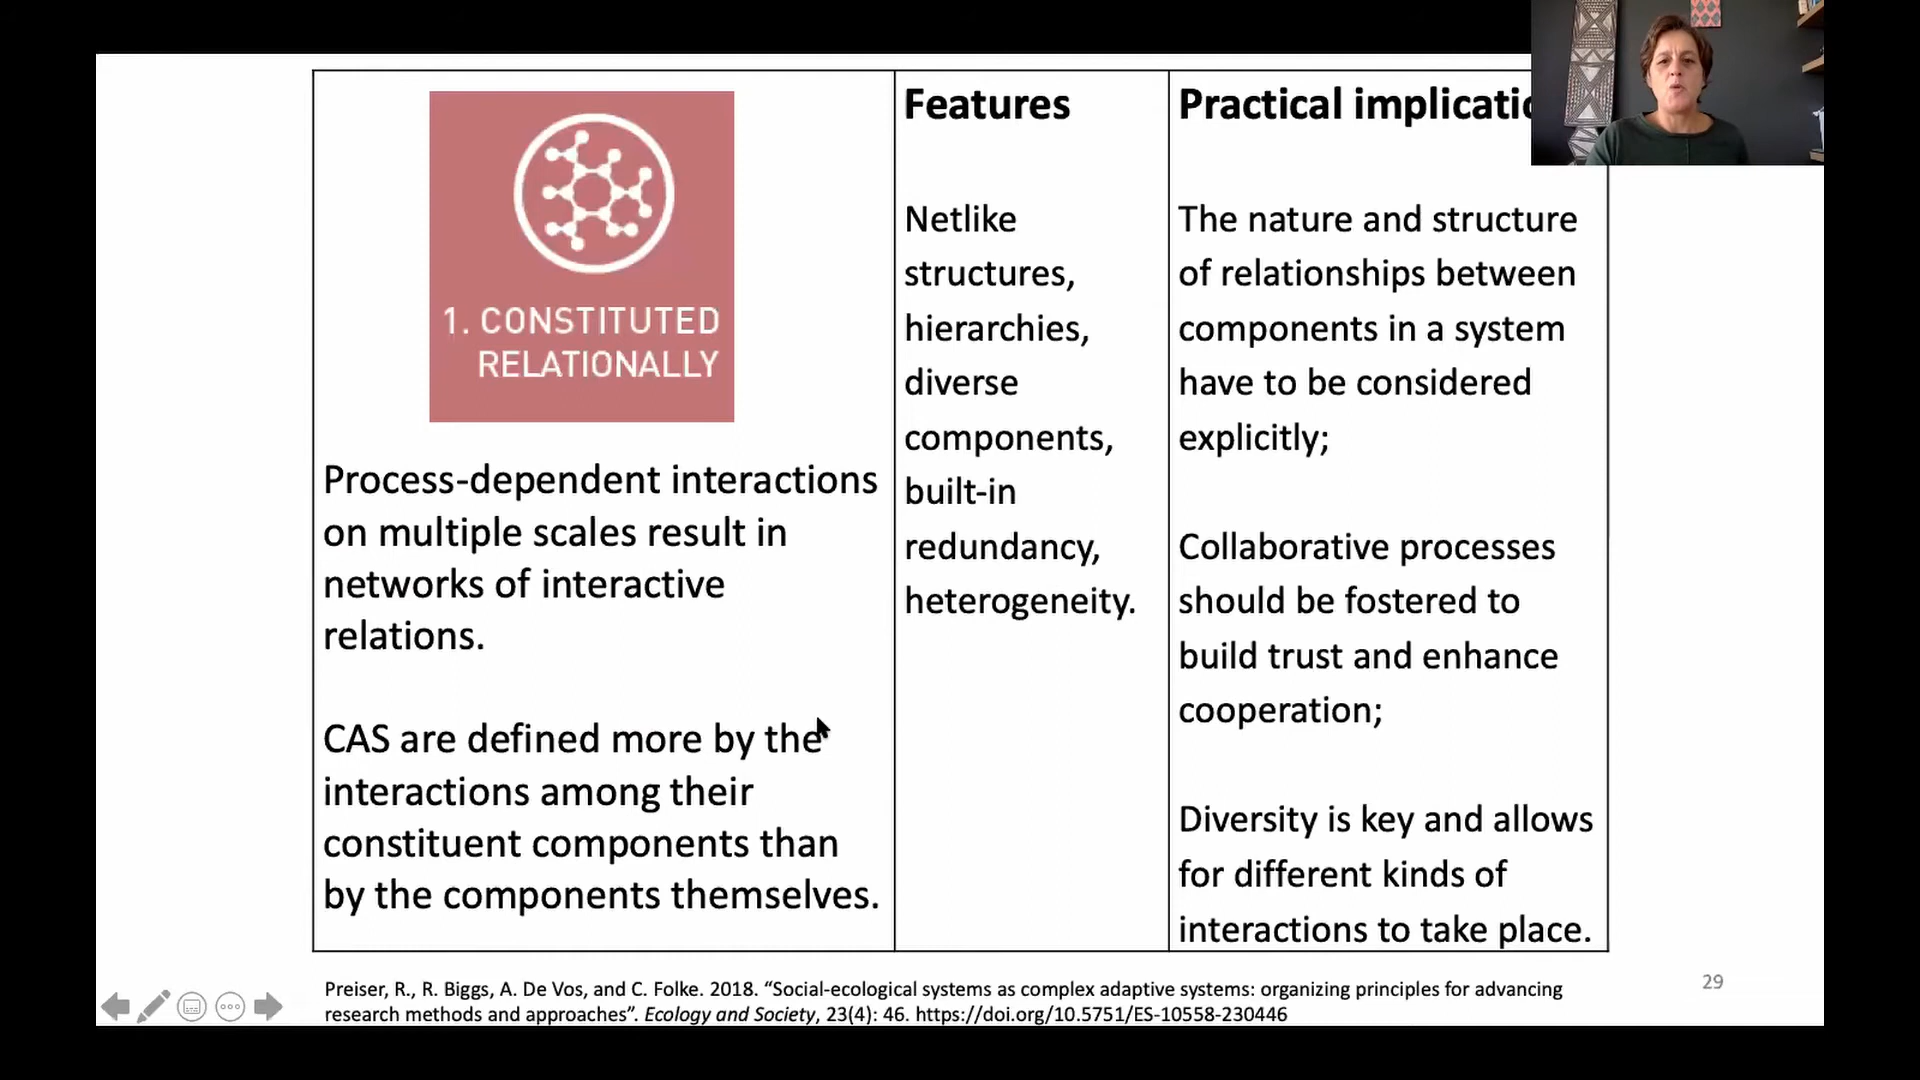 1. CONSTITUTED
RELATIONALLY
Process-dependent interactions
on multiple scales result in
networks of interactive
relations.
CAS are defined more by the
interactions among their
constituent components than
by the components themselves.
Features
Netlike
structures,
hierarchies,
diverse
components,
built-in
redundancy,
heterogeneity.
Practical
The nature and structure
of relationships between
components in a system
have to be considered
explicitly;
Collaborative processes
should be fostered to
build trust and enhance
cooperation;
Diversity is key and allows
for different kinds of
interactions to take place.
Preiser, R., R. Biggs, A. De Vos, and C. Folke. 2018. “Social-ecological systems as complex adaptive systems: organizing principles for advancing
research methods and approaches”. Ecology and Society, 23(4): 46. https://doi.org/10.5751/ES-10558-230446
29